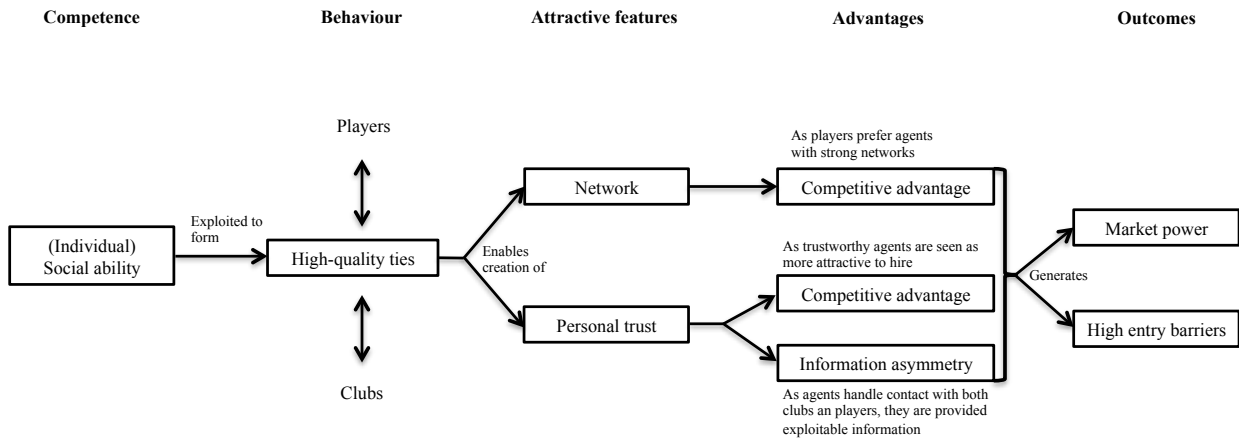 Competence
Behaviour
Attractive features
Advantages
Outcomes
Players
As players prefer agents
with strong networks
Network
Competitive advantage
Exploited to
form
(Individual)
Social ability
High-quality ties
Enables
creation of
As trustworthy agents are seen as
more attractive to hire
Market power
Generates
Competitive advantage
Personal trust
High entry barriers
Information asymmetry
Clubs
As agents handle contact with both
clubs an players, they are provided
exploitable information